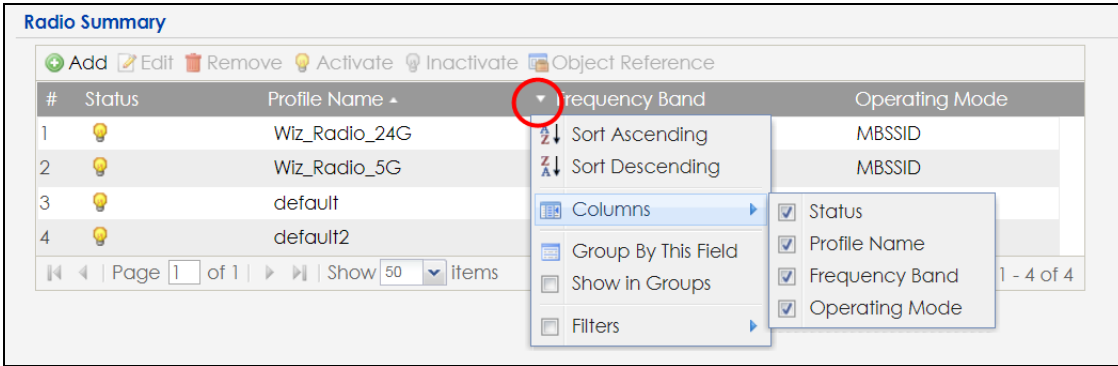 Radio Summary
Add Edit Remove Activate Inactivate Object Reference
# Status Profile Name Frequency Band Operating Mode
1 Wiz_Radio_24G MBSSID
2 Wiz_Radio_5G MBSSID
3 default
4 default2
Page 1 of 1 Show 50 items 1 - 4 of 4
Sort Ascending
Sort Descending
Columns
Group By This Field
Show in Groups
Filters
Status
Profile Name
Frequency Band
Operating Mode